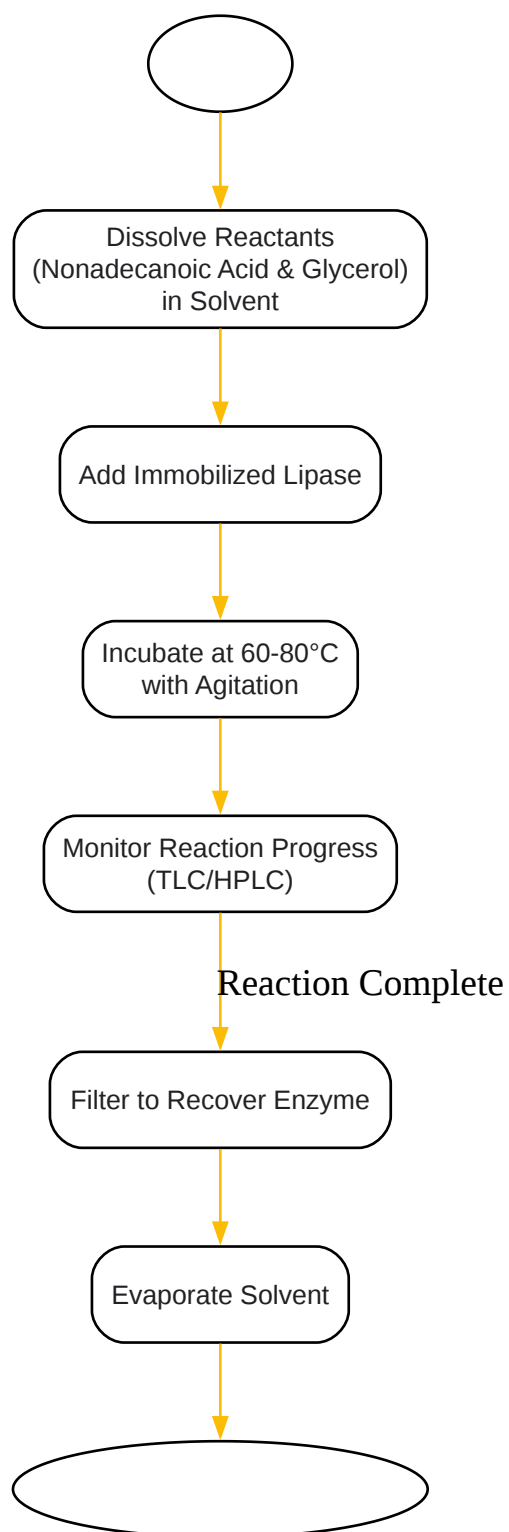 Dissolve Reactants
(Nonadecanoic Acid & Glycerol)
in Solvent
Add Immobilized Lipase
Incubate at 60-80°C
with Agitation
Monitor Reaction Progress
(TLC/HPLC)
Reaction Complete
Filter to Recover Enzyme
Evaporate Solvent